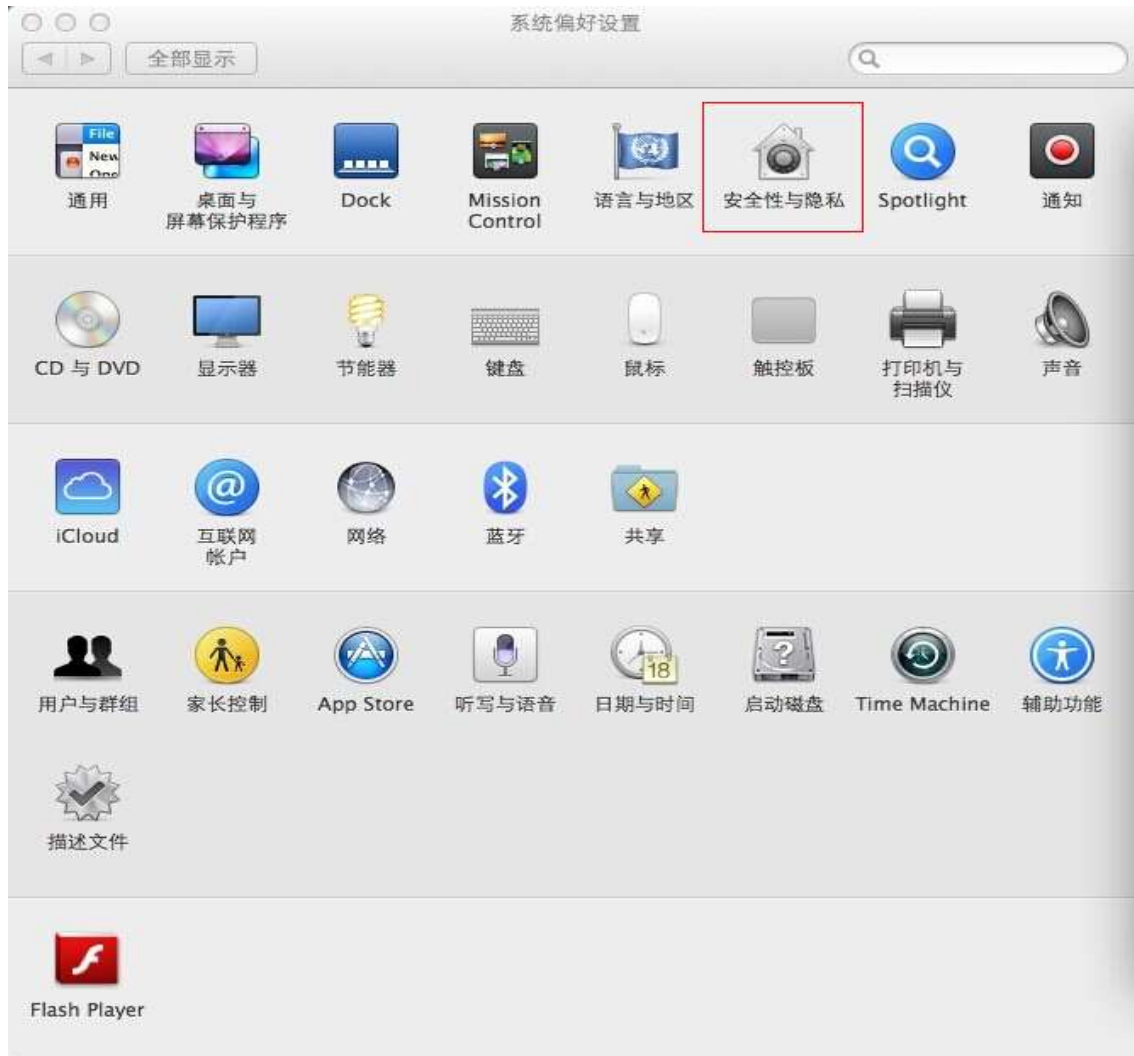 系统偏好设置
全部显示
File
New
Ope
通用
桌面与
屏幕保护程序
Dock
Mission
Control
语言与地区
安全性与隐私
Spotlight
通知
CD 与 DVD
显示器
节能器
键盘
鼠标
触控板
打印机与
扫描仪
声音
iCloud
互联网
帐户
网络
蓝牙
共享
用户与群组
家长控制
App Store
听写与语音
18
日期与时间
启动磁盘
Time Machine
辅助功能
描述文件
Flash Player